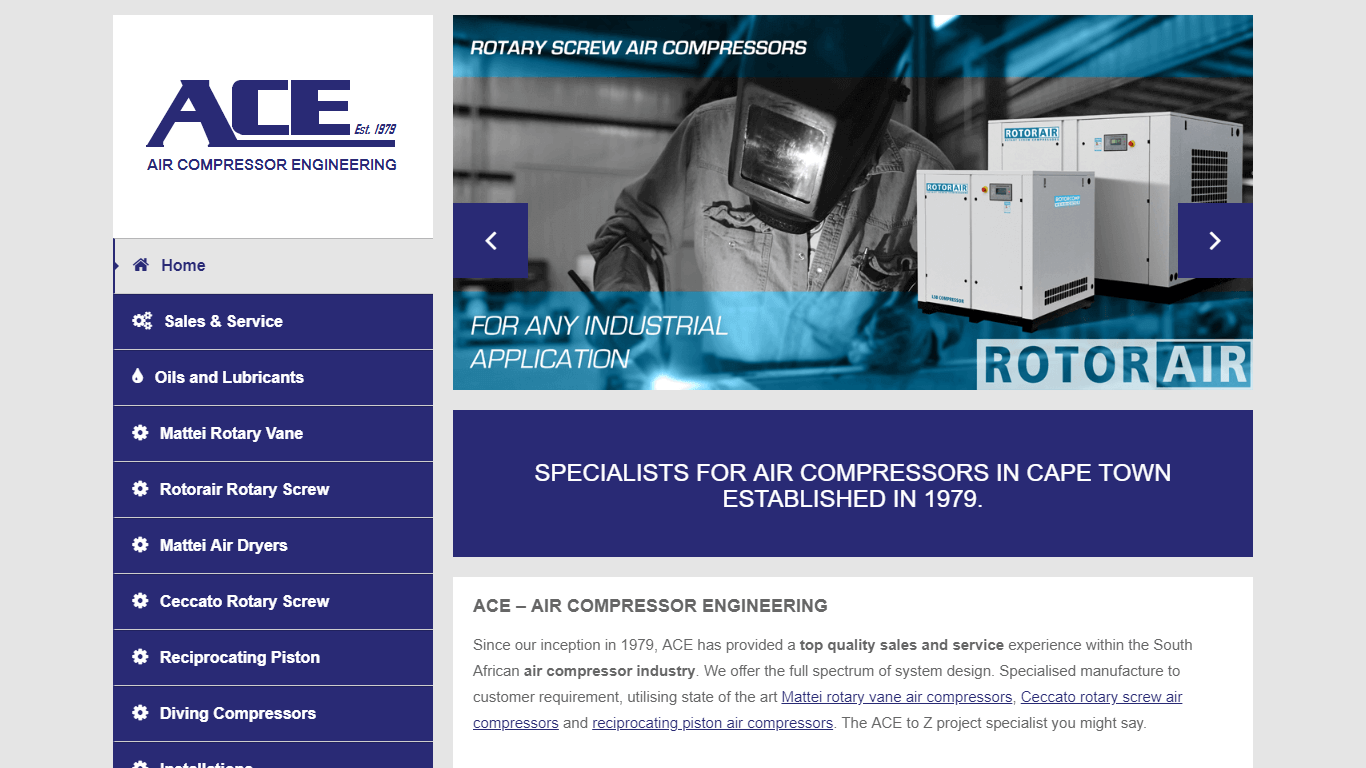 ACE
Est. 1979
AIR COMPRESSOR ENGINEERING
Home
Sales & Service
Oils and Lubricants
Mattei Rotary Vane
Rotorair Rotary Screw
Mattei Air Dryers
Ceccato Rotary Screw
Reciprocating Piston
Diving Compressors
Installations
ROTARY SCREW AIR COMPRESSORS
ROTORAIR
ROTORAIR
ROTORCOMP
FOR ANY INDUSTRIAL
APPLICATION
ROTORAIR
SPECIALISTS FOR AIR COMPRESSORS IN CAPE TOWN
ESTABLISHED IN 1979.
ACE – AIR COMPRESSOR ENGINEERING
Since our inception in 1979, ACE has provided a top quality sales and service experience within the South
African air compressor industry. We offer the full spectrum of system design. Specialised manufacture to
customer requirement, utilising state of the art Mattei rotary vane air compressors, Ceccato rotary screw air
compressors and reciprocating piston air compressors. The ACE to Z project specialist you might say.